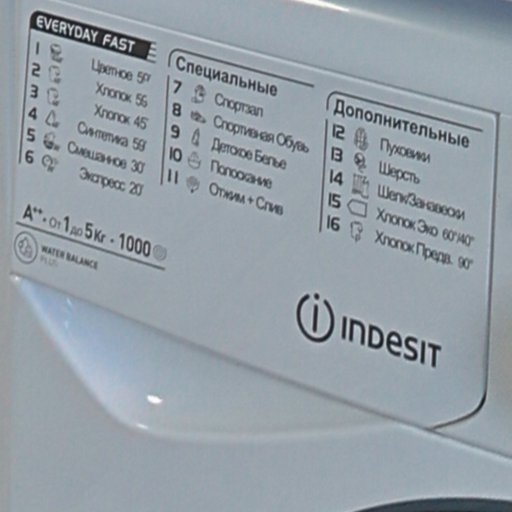 EVERYDAY FAST
1 Цветное 59'
2 Хлопок 55
3 Хлопок 45'
4 Синтетика 59'
5 Смешанное 30'
6 Экспресс 20'
Специальные
7 Спортзал
8 Спортивная Обувь
9 Детское Белье
10 Полоскание
11 Отжим + Слив
Дополнительные
12 Пуховики
13 Шерсть
14 Шелк/Занавески
15 Хлопок Эко 60°/40°
16 Хлопок Предв. 90°
A++ • От 1 до 5 Кг • 1000
WATER BALANCE
PLUS
indesit